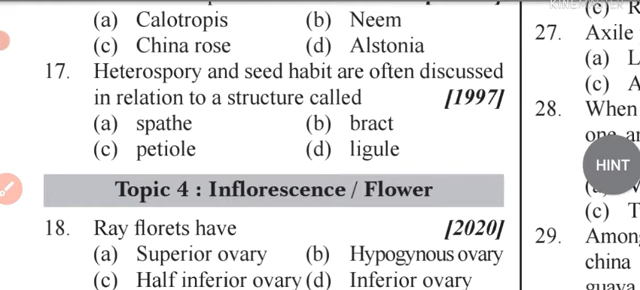 (a) Calotropis (b) Neem
(c) China rose (d) Alstonia
17. Heterospory and seed habit are often discussed
in relation to a structure called [1997]
(a) spathe (b) bract
(c) petiole (d) ligule
Topic 4 : Inflorescence / Flower
18. Ray florets have [2020]
(a) Superior ovary (b) Hypogynous ovary
(c) Half inferior ovary (d) Inferior ovary
(c) R
27. Axile
(a) L
(c) A
28. When
HINT
(c) T
29. Among
china
guava